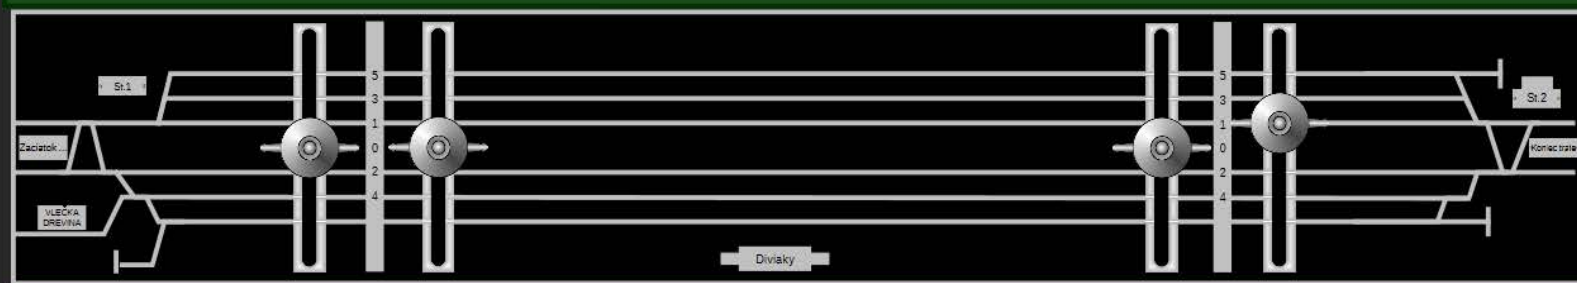 St.1
Zaciatok ...
VLEČKA
DREVINA
5
3
1
0
2
4
Diviaky
5
3
1
0
2
4
St.2
Koniec trate